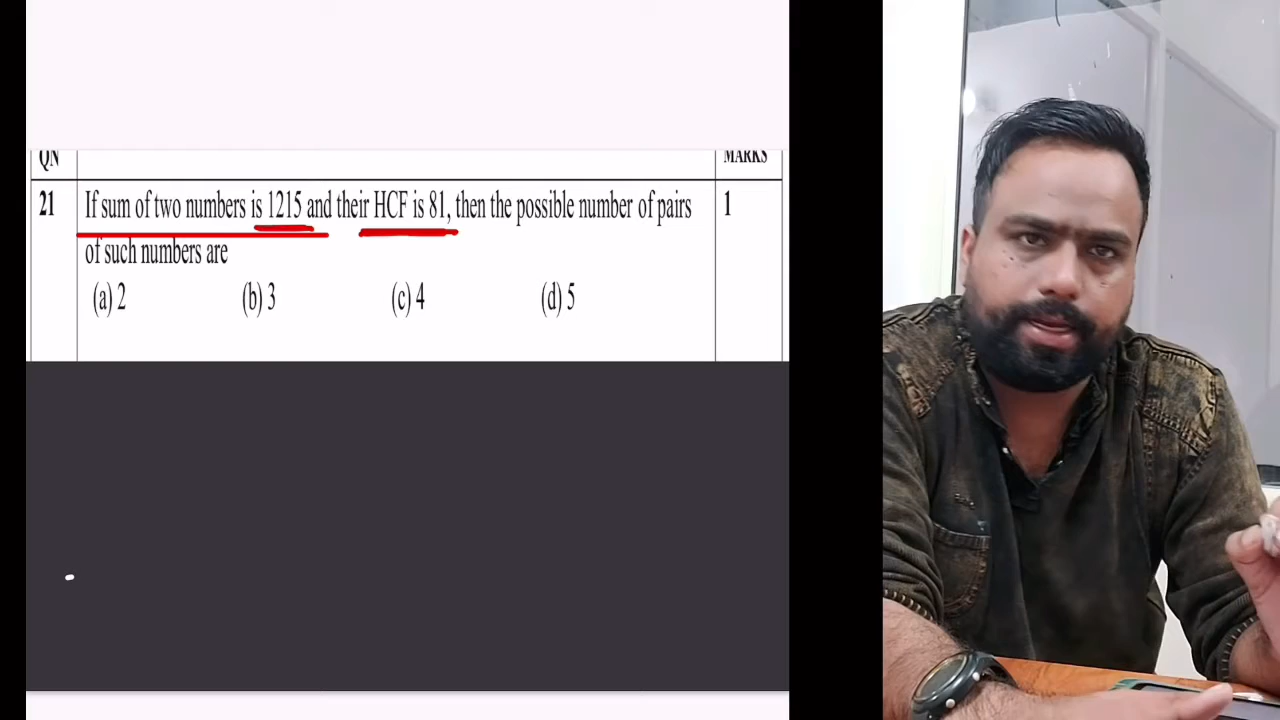 QN MARKS
21 If sum of two numbers is 1215 and their HCF is 81, then the possible number of pairs 1
of such numbers are
(a) 2 (b) 3 (c) 4 (d) 5